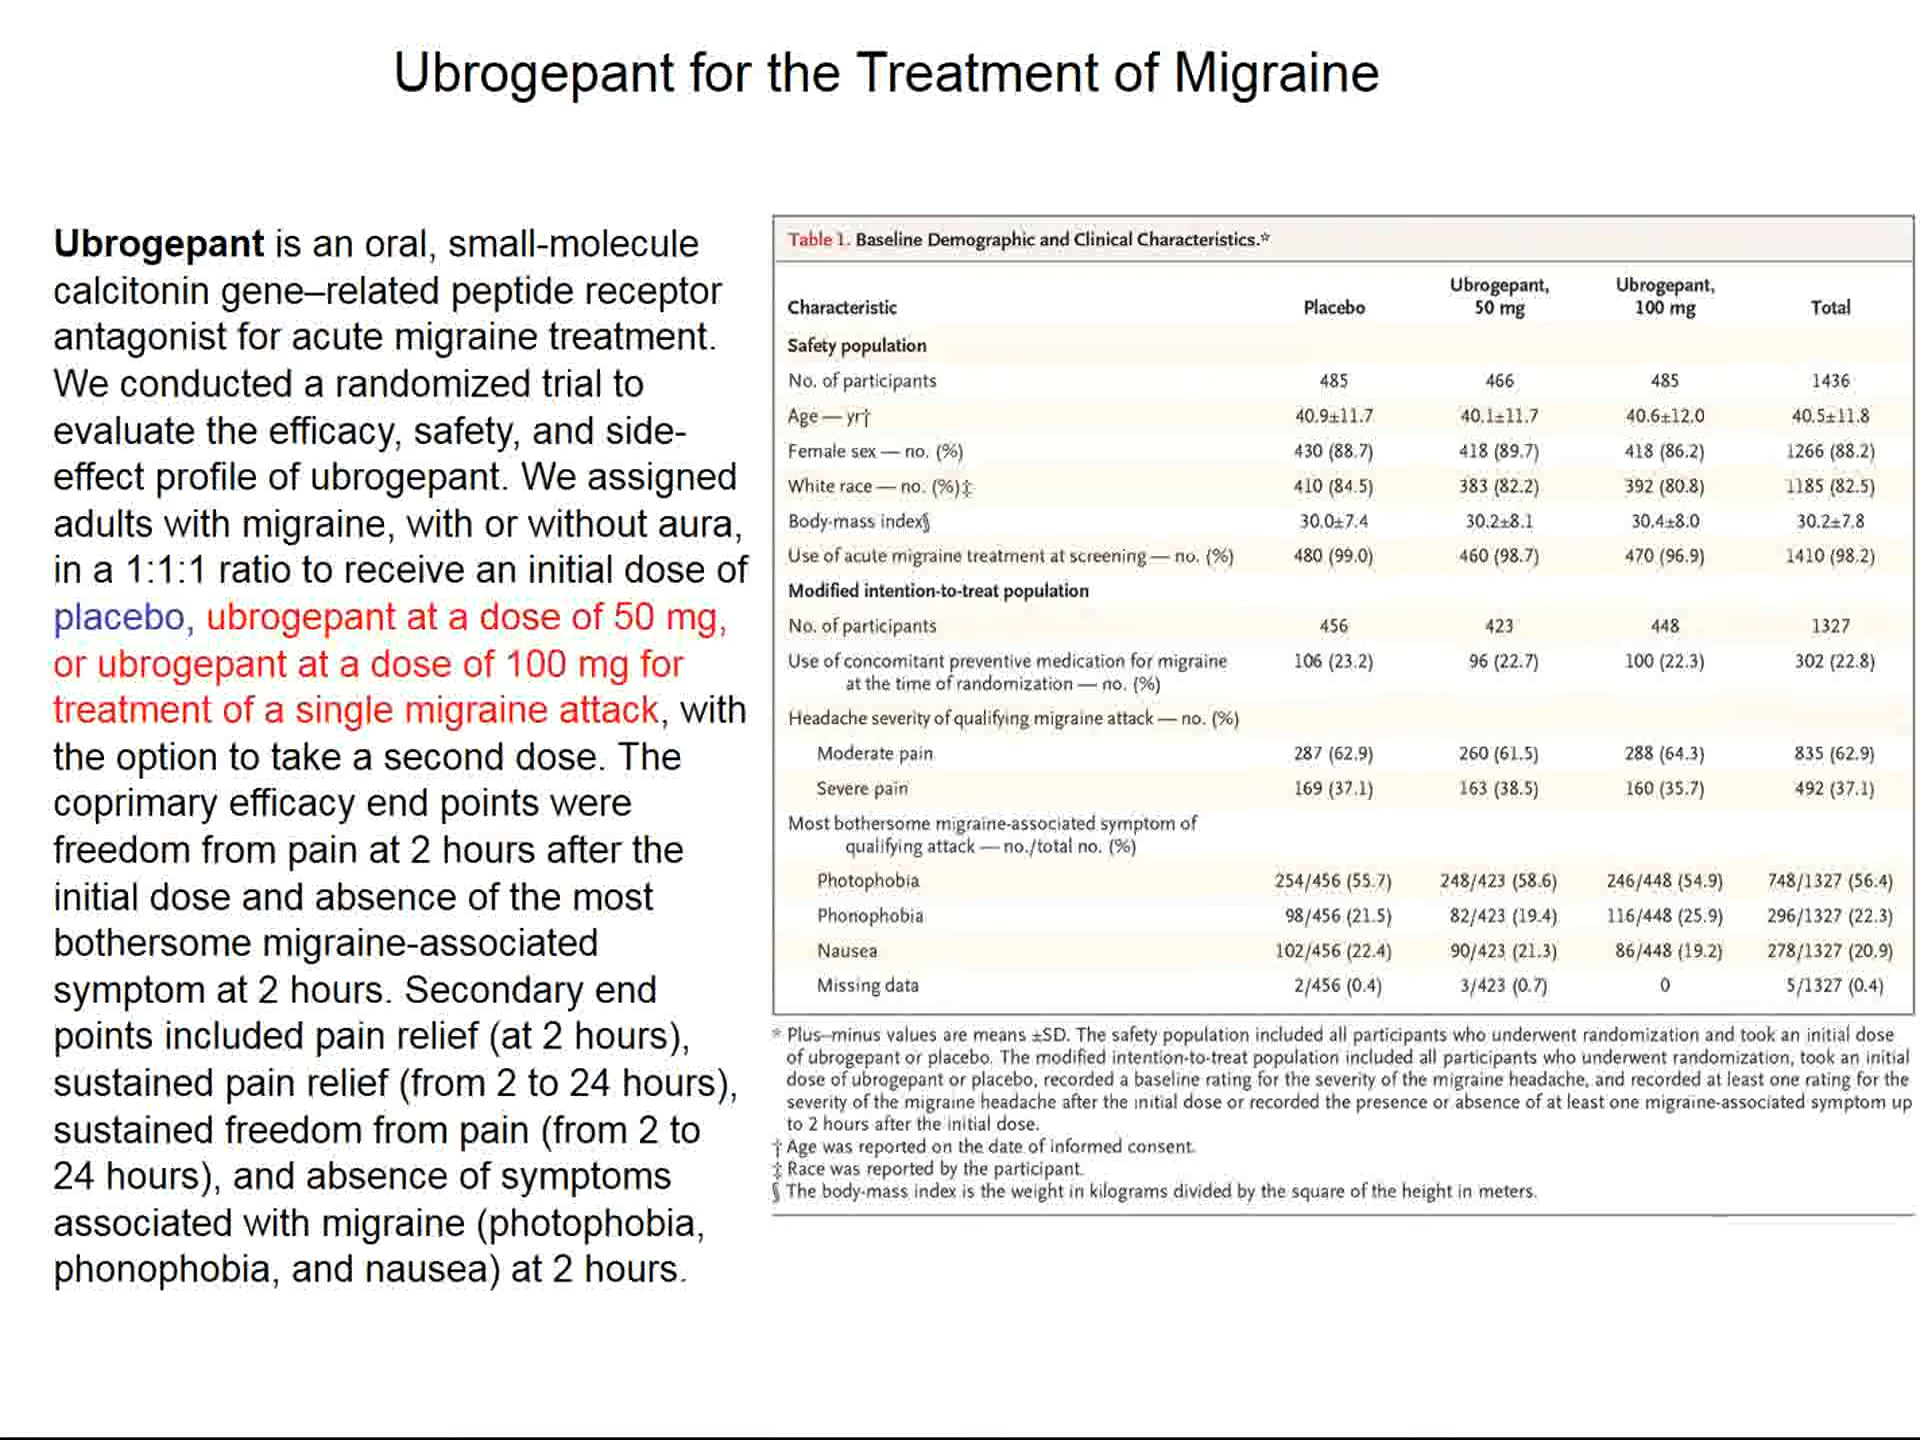 Ubrogepant for the Treatment of Migraine
Ubrogepant is an oral, small-molecule
calcitonin gene–related peptide receptor
antagonist for acute migraine treatment.
We conducted a randomized trial to
evaluate the efficacy, safety, and side-
effect profile of ubrogepant. We assigned
adults with migraine, with or without aura,
in a 1:1:1 ratio to receive an initial dose of
placebo, ubrogepant at a dose of 50 mg,
or ubrogepant at a dose of 100 mg for
treatment of a single migraine attack, with
the option to take a second dose. The
coprimary efficacy end points were
freedom from pain at 2 hours after the
initial dose and absence of the most
bothersome migraine-associated
symptom at 2 hours. Secondary end
points included pain relief (at 2 hours),
sustained pain relief (from 2 to 24 hours),
sustained freedom from pain (from 2 to
24 hours), and absence of symptoms
associated with migraine (photophobia,
phonophobia, and nausea) at 2 hours.
Table 1. Baseline Demographic and Clinical Characteristics.*
Characteristic Placebo Ubrogepant, 50 mg Ubrogepant, 100 mg Total
Safety population
No. of participants 485 466 485 1436
Age — yr† 40.9±11.7 40.1±11.7 40.6±12.0 40.5±11.8
Female sex — no. (%) 430 (88.7) 418 (89.7) 418 (86.2) 1266 (88.2)
White race — no. (%)‡ 410 (84.5) 383 (82.2) 392 (80.8) 1185 (82.5)
Body-mass index§ 30.0±7.4 30.2±8.1 30.4±8.0 30.2±7.8
Use of acute migraine treatment at screening — no. (%) 480 (99.0) 460 (98.7) 470 (96.9) 1410 (98.2)
Modified intention-to-treat population
No. of participants 456 423 448 1327
Use of concomitant preventive medication for migraine 106 (23.2) 96 (22.7) 100 (22.3) 302 (22.8)
at the time of randomization — no. (%)
Headache severity of qualifying migraine attack — no. (%)
Moderate pain 287 (62.9) 260 (61.5) 288 (64.3) 835 (62.9)
Severe pain 169 (37.1) 163 (38.5) 160 (35.7) 492 (37.1)
Most bothersome migraine-associated symptom of
qualifying attack — no./total no. (%)
Photophobia 254/456 (55.7) 248/423 (58.6) 246/448 (54.9) 748/1327 (56.4)
Phonophobia 98/456 (21.5) 82/423 (19.4) 116/448 (25.9) 296/1327 (22.3)
Nausea 102/456 (22.4) 90/423 (21.3) 86/448 (19.2) 278/1327 (20.9)
Missing data 2/456 (0.4) 3/423 (0.7) 0 5/1327 (0.4)
* Plus–minus values are means ±SD. The safety population included all participants who underwent randomization and took an initial dose
of ubrogepant or placebo. The modified intention-to-treat population included all participants who underwent randomization, took an initial
dose of ubrogepant or placebo, recorded a baseline rating for the severity of the migraine headache, and recorded at least one rating for the
severity of the migraine headache after the initial dose or recorded the presence or absence of at least one migraine-associated symptom up
to 2 hours after the initial dose.
† Age was reported on the date of informed consent.
‡ Race was reported by the participant.
§ The body-mass index is the weight in kilograms divided by the square of the height in meters.